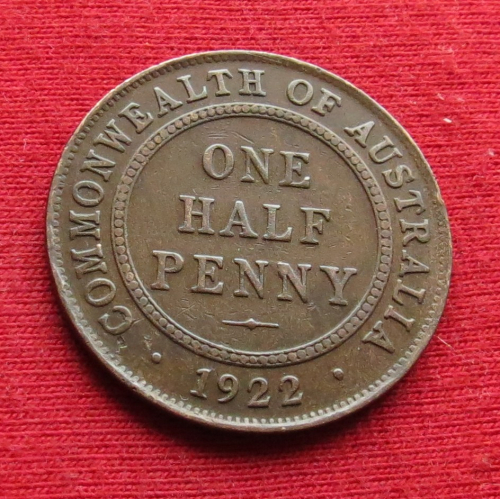 COMMONWEALTH OF AUSTRALIA
ONE
HALF
PENNY
1922